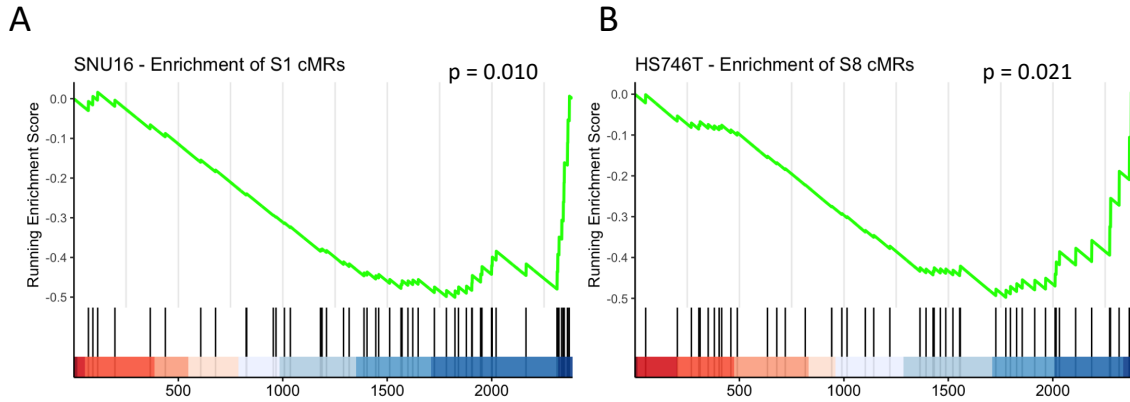 A
B
SNU16 - Enrichment of S1 cMRs
p = 0.010
HS746T - Enrichment of S8 cMRs
p = 0.021
Running Enrichment Score
0.0
-0.1
-0.2
-0.3
-0.4
-0.5
500
1000
1500
2000
Running Enrichment Score
0.0
-0.1
-0.2
-0.3
-0.4
-0.5
500
1000
1500
2000